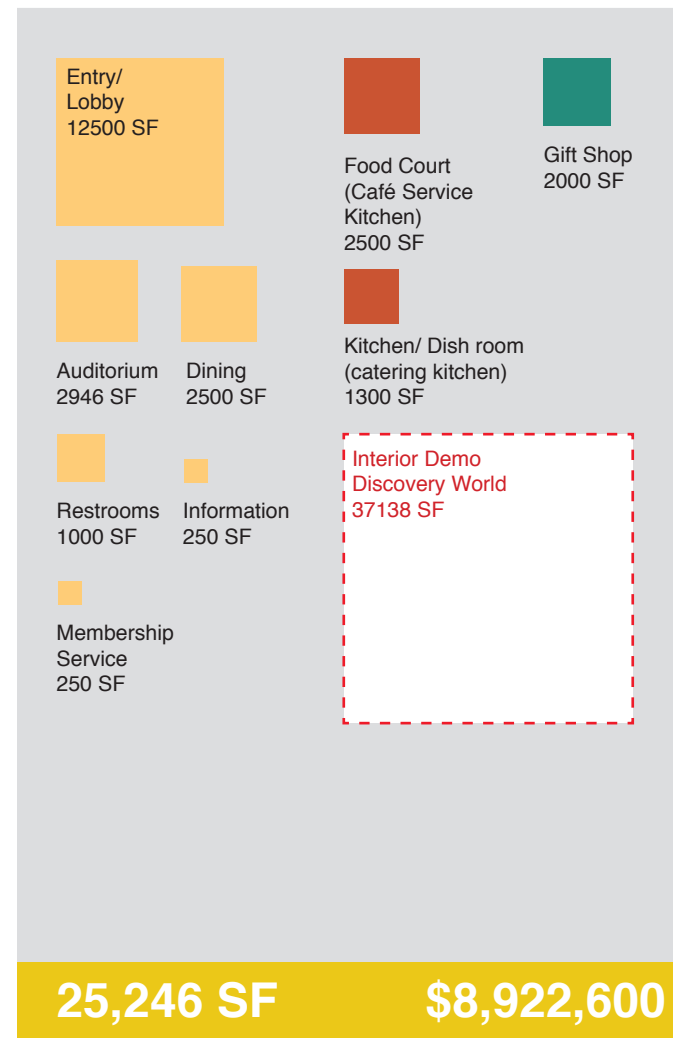 Entry/
Lobby
12500 SF
Food Court
(Café Service
Kitchen)
2500 SF
Gift Shop
2000 SF
Auditorium
2946 SF
Dining
2500 SF
Kitchen/ Dish room
(catering kitchen)
1300 SF
Restrooms
1000 SF
Information
250 SF
Interior Demo
Discovery World
37138 SF
Membership
Service
250 SF
25,246 SF
$8,922,600